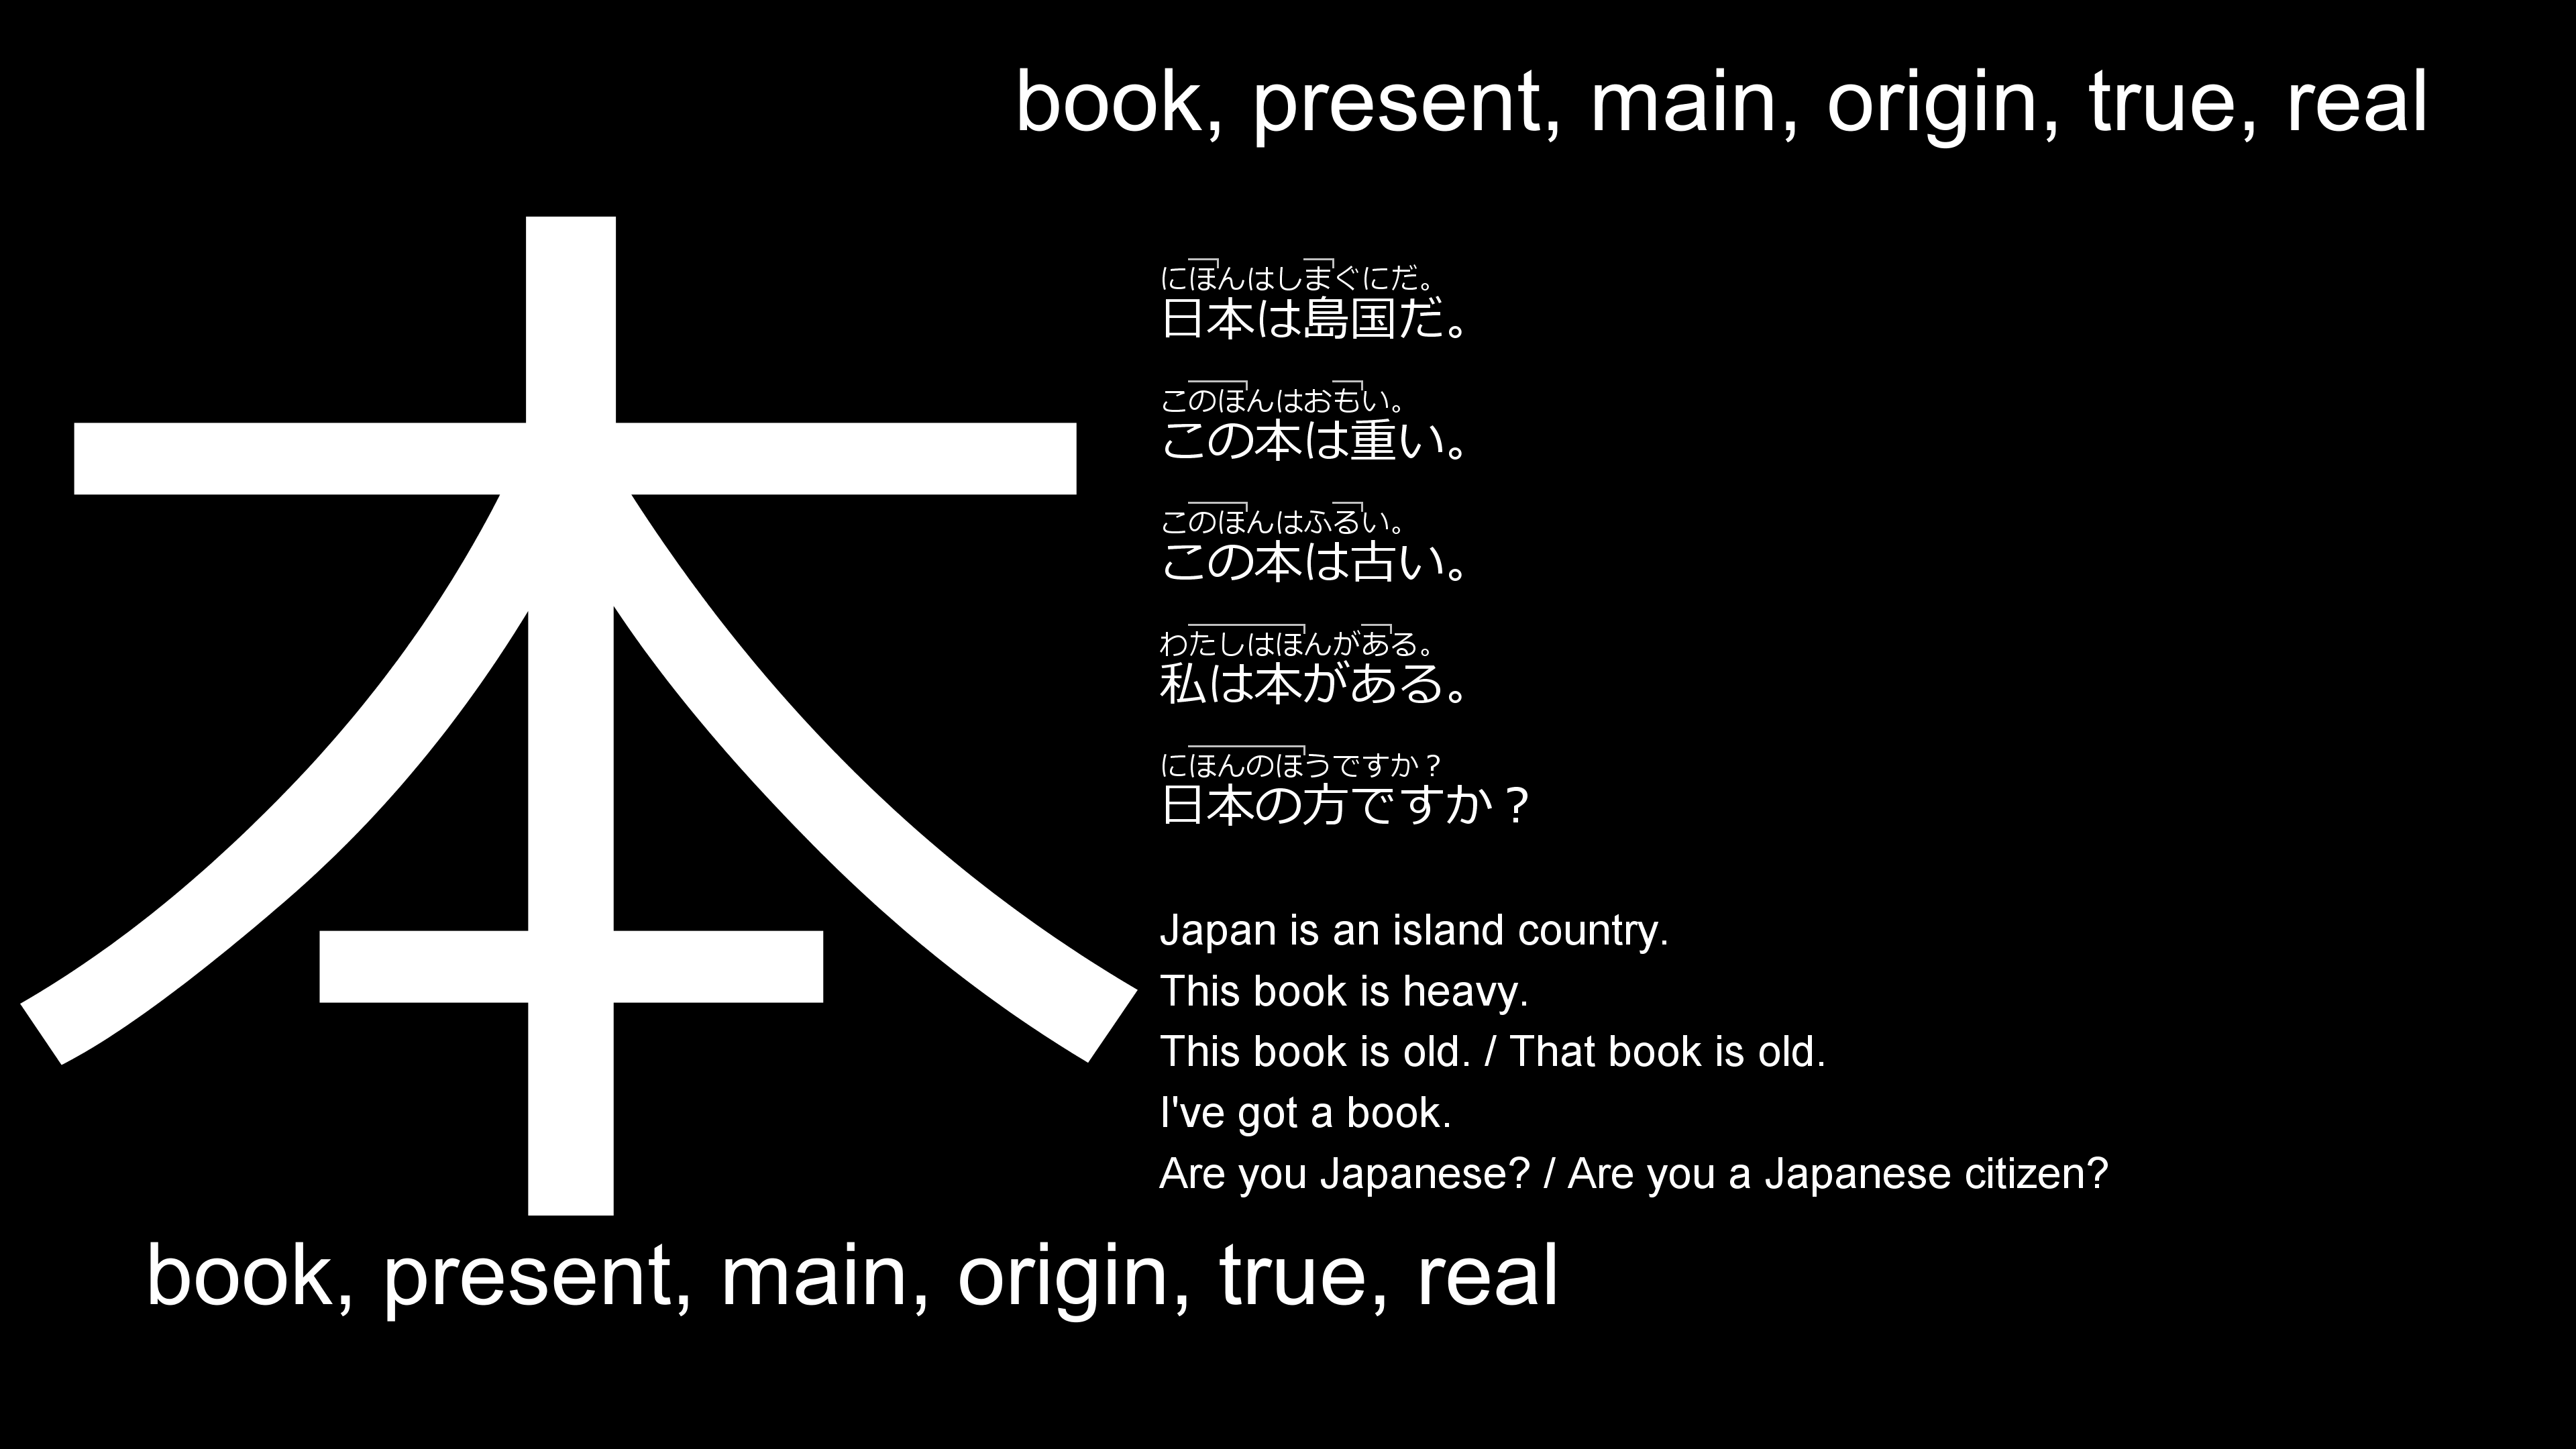 book, present, main, origin, true, real
本
にほんはしまぐにだ。
日本は島国だ。
このほんはおもい。
この本は重い。
このほんはふるい。
この本は古い。
わたしはほんがある。
私は本がある。
にほんのほうですか？
日本の方ですか？
Japan is an island country.
This book is heavy.
This book is old. / That book is old.
I've got a book.
Are you Japanese? / Are you a Japanese citizen?
book, present, main, origin, true, real